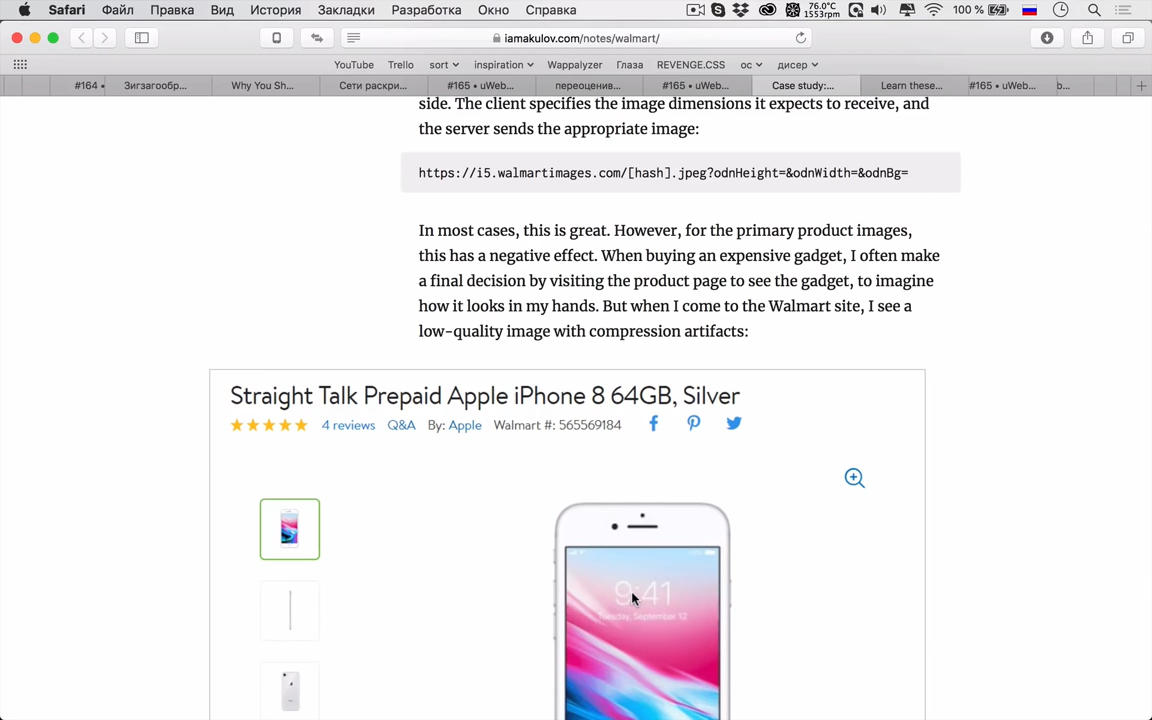 Safari Файл Правка Вид История Закладки Разработка Окно Справка 76.0°C 1553rpm 100 %
iamakulov.com/notes/walmart/
YouTube Trello sort inspiration Wappalyzer Глаза REVENGE.CSS ос дисер
#164 • Зигзагообр... Why You Sh... Сети раскри... #165 • uWeb... переоценив... #165 • uWeb... Case study:... Learn these... #165 • uWeb... b...
side. The client specifies the image dimensions it expects to receive, and
the server sends the appropriate image:
https://i5.walmartimages.com/[hash].jpeg?odnHeight=&odnWidth=&odnBg=
In most cases, this is great. However, for the primary product images,
this has a negative effect. When buying an expensive gadget, I often make
a final decision by visiting the product page to see the gadget, to imagine
how it looks in my hands. But when I come to the Walmart site, I see a
low-quality image with compression artifacts:
Straight Talk Prepaid Apple iPhone 8 64GB, Silver
4 reviews Q&A By: Apple Walmart #: 565569184
9:41
Tuesday, September 12